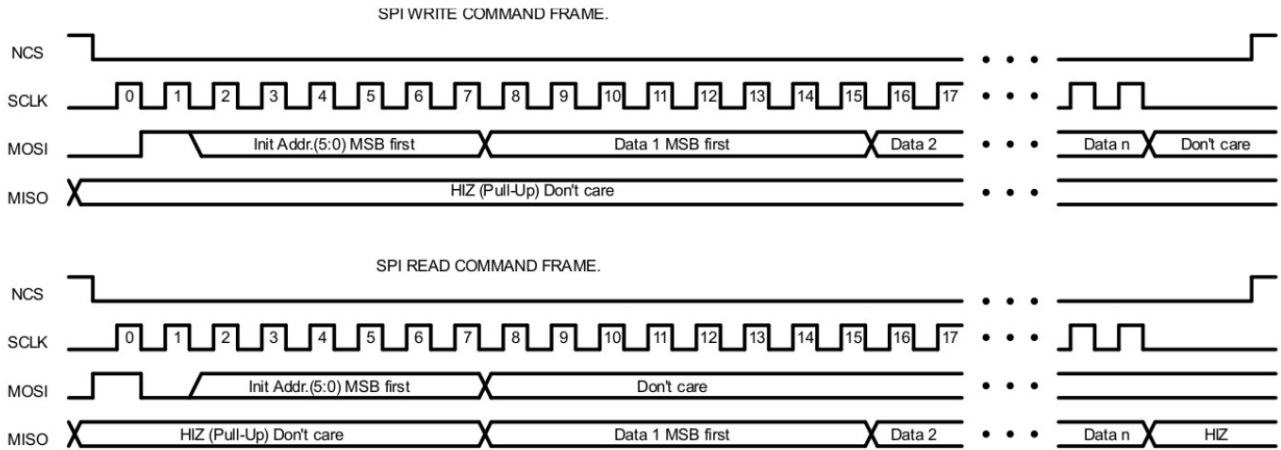 SPI WRITE COMMAND FRAME.
NCS
SCLK 0 1 2 3 4 5 6 7 8 9 10 11 12 13 14 15 16 17
MOSI Init Addr.(5:0) MSB first Data 1 MSB first Data 2 Data n Don't care
MISO HIZ (Pull-Up) Don't care
SPI READ COMMAND FRAME.
NCS
SCLK 0 1 2 3 4 5 6 7 8 9 10 11 12 13 14 15 16 17
MOSI Init Addr.(5:0) MSB first Don't care
MISO HIZ (Pull-Up) Don't care Data 1 MSB first Data 2 Data n HIZ